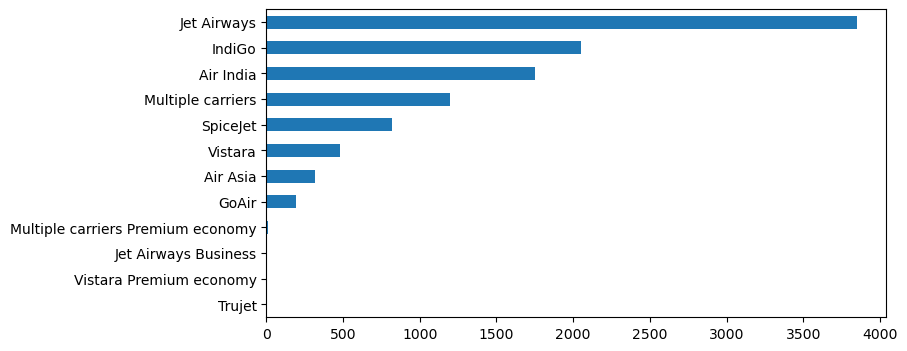 Jet Airways
IndiGo
Air India
Multiple carriers
SpiceJet
Vistara
Air Asia
GoAir
Multiple carriers Premium economy
Jet Airways Business
Vistara Premium economy
Trujet
0 500 1000 1500 2000 2500 3000 3500 4000